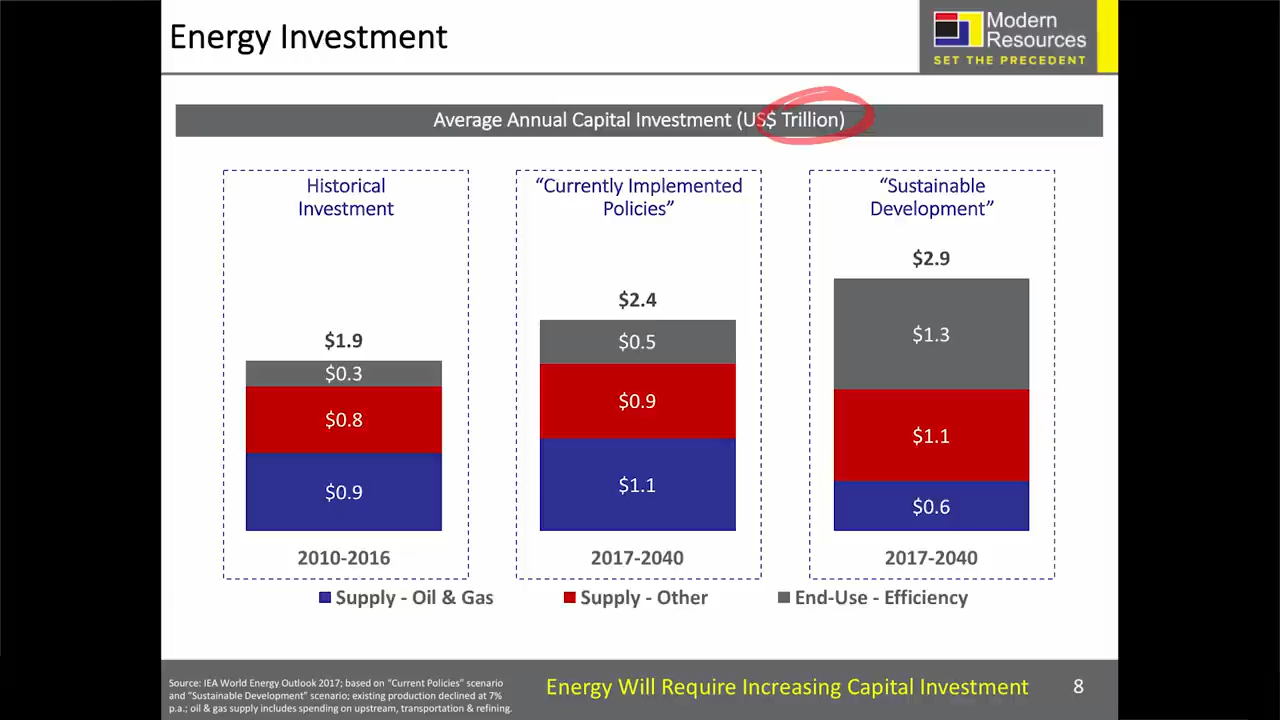 Energy Investment
Modern
Resources
SET THE PRECEDENT
Average Annual Capital Investment (US$ Trillion)
Historical
Investment
$1.9
$0.3
$0.8
$0.9
2010-2016
“Currently Implemented
Policies”
$2.4
$0.5
$0.9
$1.1
2017-2040
“Sustainable
Development”
$2.9
$1.3
$1.1
$0.6
2017-2040
Supply - Oil & Gas
Supply - Other
End-Use - Efficiency
Source: IEA World Energy Outlook 2017; based on “Current Policies” scenario
and “Sustainable Development” scenario; existing production declined at 7%
p.a.; oil & gas supply includes spending on upstream, transportation & refining.
Energy Will Require Increasing Capital Investment
8